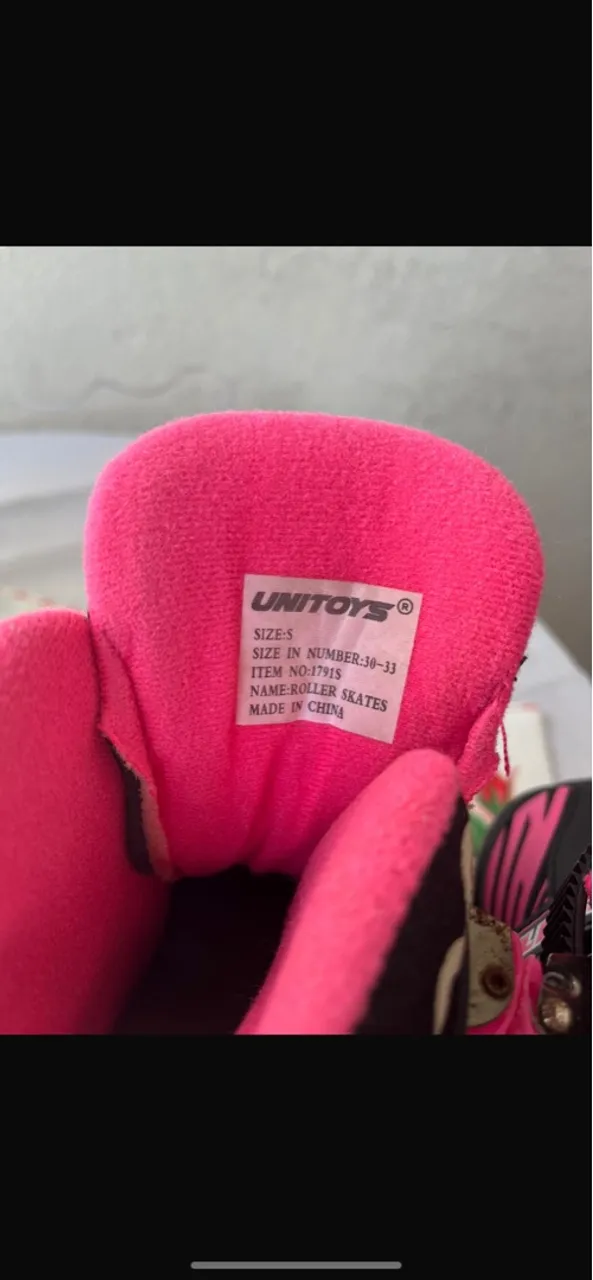 UNITOYS®
SIZE:S
SIZE IN NUMBER:30-33
ITEM NO:1791S
NAME:ROLLER SKATES
MADE IN CHINA